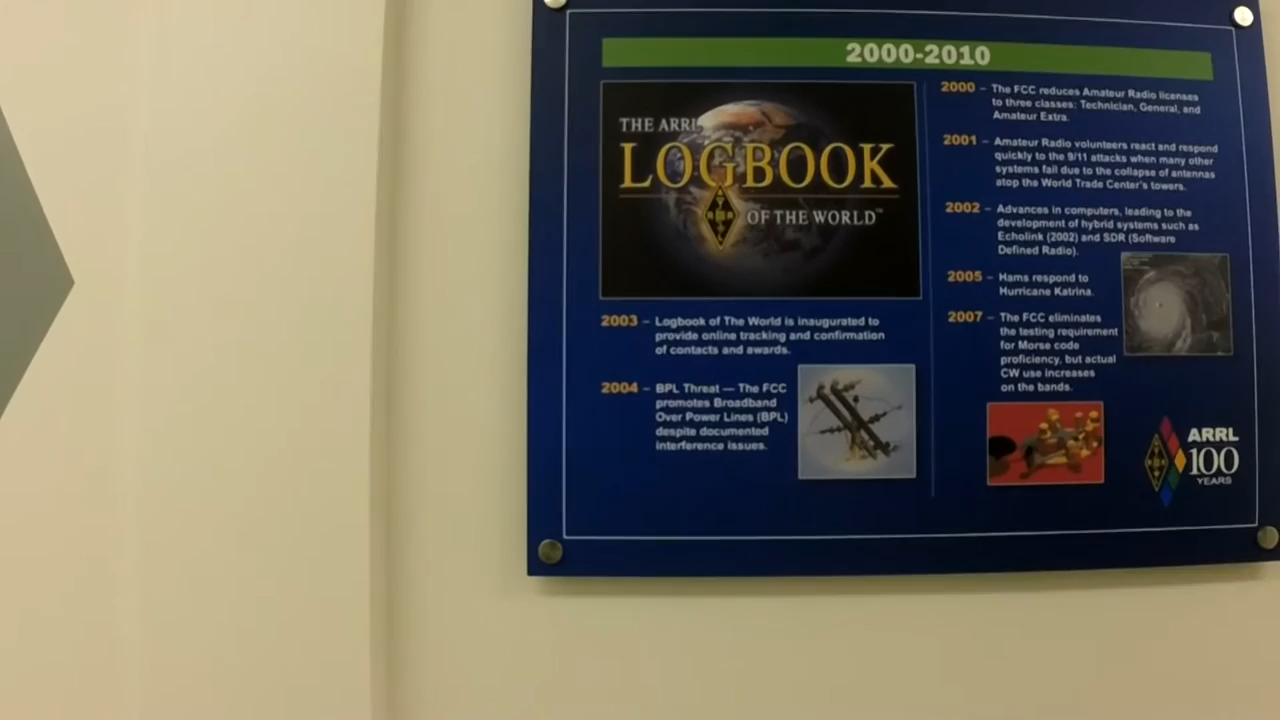 2000-2010
THE ARRL
LOGBOOK
OF THE WORLD™
2003 – Logbook of The World is inaugurated to
provide online tracking and confirmation
of contacts and awards.
2004 – BPL Threat — The FCC
promotes Broadband
Over Power Lines (BPL)
despite documented
interference issues.
2000 – The FCC reduces Amateur Radio licenses
to three classes: Technician, General, and
Amateur Extra.
2001 – Amateur Radio volunteers react and respond
quickly to the 9/11 attacks when many other
systems fail due to the collapse of antennas
atop the World Trade Center's towers.
2002 – Advances in computers, leading to the
development of hybrid systems such as
Echolink (2002) and SDR (Software
Defined Radio).
2005 – Hams respond to
Hurricane Katrina.
2007 – The FCC eliminates
the testing requirement
for Morse code
proficiency, but actual
CW use increases
on the bands.
ARRL
100
YEARS